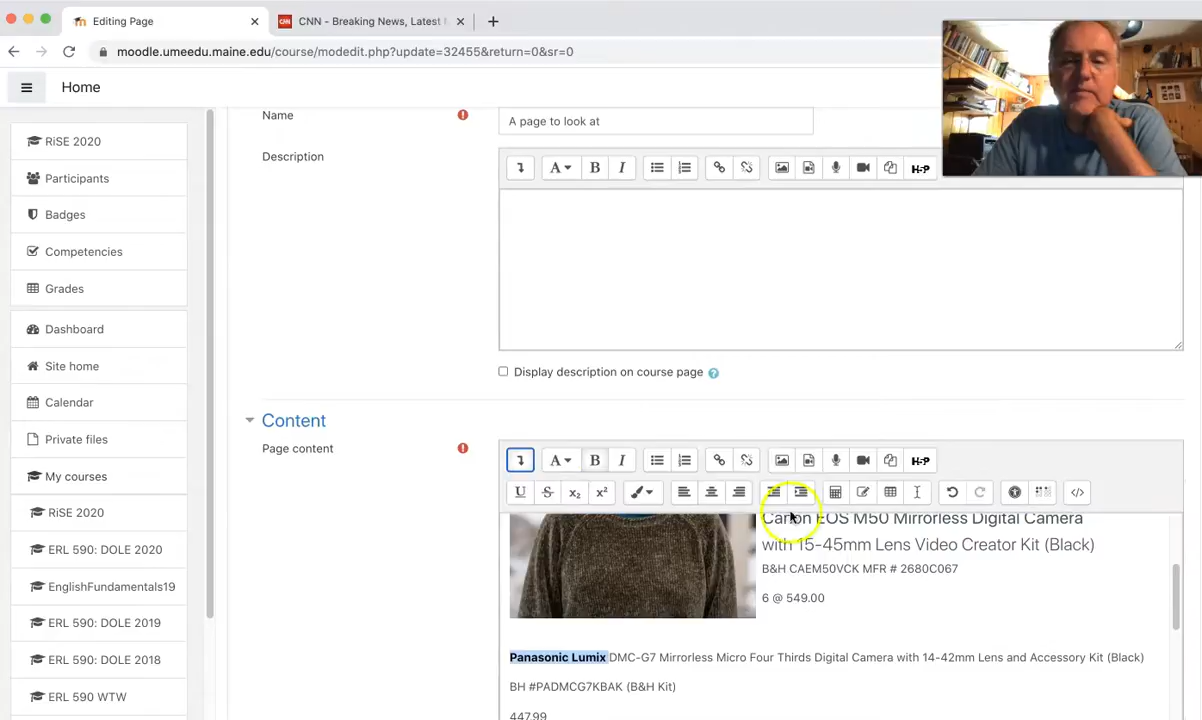 Editing Page
CNN - Breaking News, Latest
moodle.umeedu.maine.edu/course/modedit.php?update=32455&return=0&sr=0
Home
RiSE 2020
Participants
Badges
Competencies
Grades
Dashboard
Site home
Calendar
Private files
My courses
RiSE 2020
ERL 590: DOLE 2020
EnglishFundamentals19
ERL 590: DOLE 2019
ERL 590: DOLE 2018
ERL 590 WTW
Name
A page to look at
Description
A B I H5P
Display description on course page
Content
Page content
A B I H5P
U S x₂ x²
Canon EOS M50 Mirrorless Digital Camera
with 15-45mm Lens Video Creator Kit (Black)
B&H CAEM50VCK MFR # 2680C067
6 @ 549.00
Panasonic Lumix DMC-G7 Mirrorless Micro Four Thirds Digital Camera with 14-42mm Lens and Accessory Kit (Black)
BH #PADMCG7KBAK (B&H Kit)
447.99